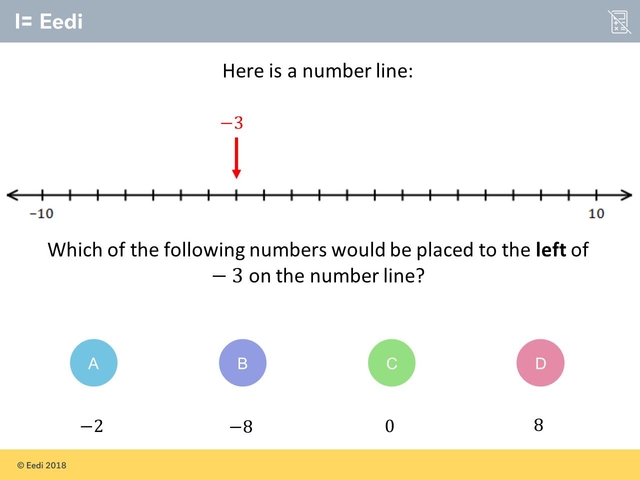 I= Eedi
Here is a number line:
−3
−10
10
Which of the following numbers would be placed to the left of
− 3 on the number line?
A
B
C
D
−2
−8
0
8
© Eedi 2018